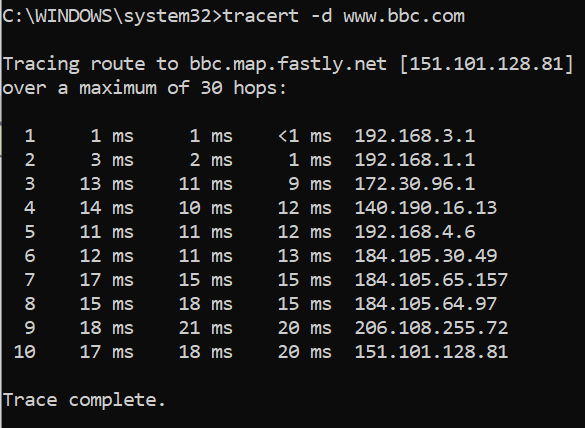 C:\WINDOWS\system32>tracert -d www.bbc.com
Tracing route to bbc.map.fastly.net [151.101.128.81]
over a maximum of 30 hops:
1 1 ms 1 ms <1 ms 192.168.3.1
2 3 ms 2 ms 1 ms 192.168.1.1
3 13 ms 11 ms 9 ms 172.30.96.1
4 14 ms 10 ms 12 ms 140.190.16.13
5 11 ms 11 ms 12 ms 192.168.4.6
6 12 ms 11 ms 13 ms 184.105.30.49
7 17 ms 15 ms 15 ms 184.105.65.157
8 15 ms 18 ms 15 ms 184.105.64.97
9 18 ms 21 ms 20 ms 206.108.255.72
10 17 ms 18 ms 20 ms 151.101.128.81
Trace complete.